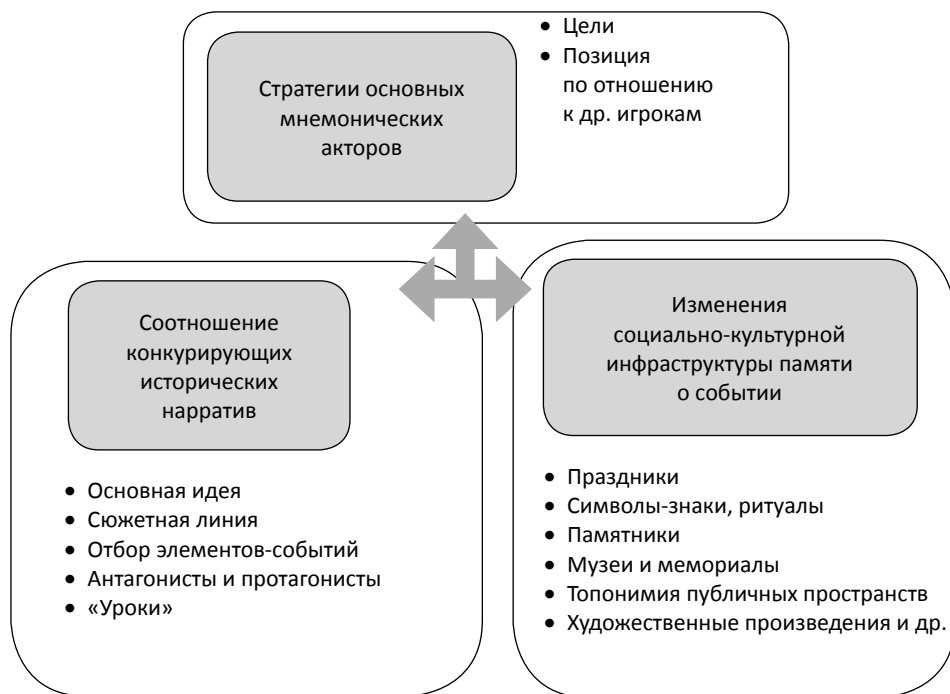 Стратегии основных
мнемонических
акторов
• Цели
• Позиция
по отношению
к др. игрокам
Соотношение
конкурирующих
исторических
нарратив
• Основная идея
• Сюжетная линия
• Отбор элементов-событий
• Антагонисты и протагонисты
• «Уроки»
Изменения
социально-культурной
инфраструктуры памяти
о событии
• Праздники
• Символы-знаки, ритуалы
• Памятники
• Музеи и мемориалы
• Топонимия публичных пространств
• Художественные произведения и др.